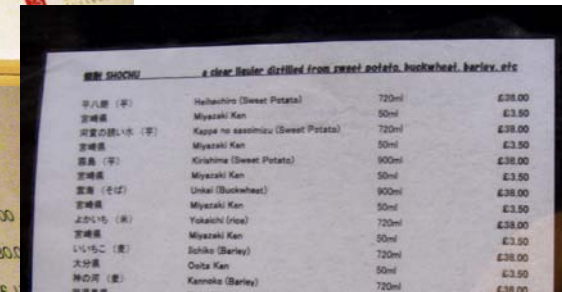 焼酎 SHOCHU a clear liquier distilled from sweet potato, buckwheat, barley, etc
平八郎 (芋) Heihachiro (Sweet Potato) 720ml £38.00
宮崎県 Miyazaki Ken 50ml £3.50
河童の誘い水 (芋) Kappa no sasoimizu (Sweet Potato) 720ml £38.00
宮崎県 Miyazaki Ken 50ml £3.50
霧島 (芋) Kirishima (Sweet Potato) 900ml £38.00
宮崎県 Miyazaki Ken 50ml £3.50
雲海 (そば) Unkai (Buckwheat) 900ml £38.00
宮崎県 Miyazaki Ken 50ml £3.50
よかいち (米) Yokaichi (rice) 720ml £38.00
宮崎県 Miyazaki Ken 50ml £3.50
いいちこ (麦) Iichiko (Barley) 720ml £38.00
大分県 Ooita Ken 50ml £3.50
神の河 (麦) Kannoko (Barley) 720ml £38.00